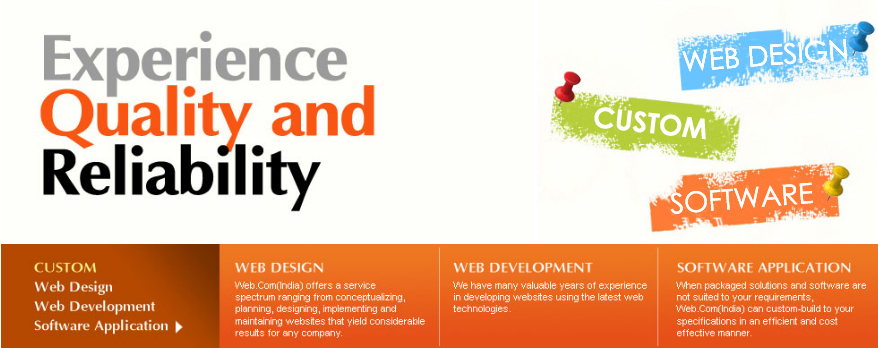 Experience
Quality and
Reliability
WEB DESIGN
CUSTOM
SOFTWARE
CUSTOM
Web Design
Web Development
Software Application
WEB DESIGN
Web.Com(India) offers a service
spectrum ranging from conceptualizing,
planning, designing, implementing and
maintaining websites that yield considerable
results for any company.
WEB DEVELOPMENT
We have many valuable years of experience
in developing websites using the latest web
technologies.
SOFTWARE APPLICATION
When packaged solutions and software are
not suited to your requirements,
Web.Com(India) can custom-build to your
specifications in an efficient and cost
effective manner.